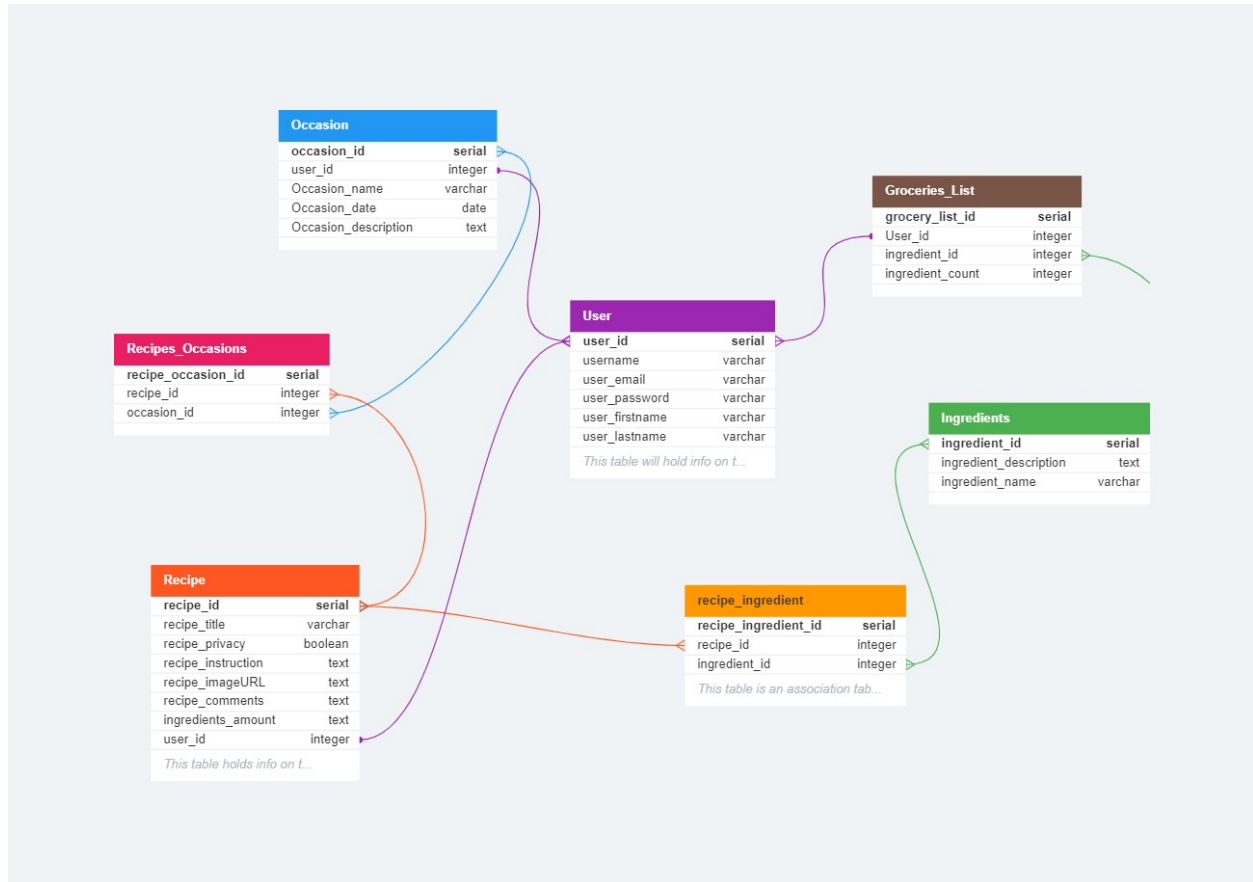 Occasion
occasion_id serial
user_id integer
Occasion_name varchar
Occasion_date date
Occasion_description text
Groceries_List
grocery_list_id serial
User_id integer
ingredient_id integer
ingredient_count integer
User
user_id serial
username varchar
user_email varchar
user_password varchar
user_firstname varchar
user_lastname varchar
This table will hold info on t...
Recipes_Occasions
recipe_occasion_id serial
recipe_id integer
occasion_id integer
Ingredients
ingredient_id serial
ingredient_description text
ingredient_name varchar
Recipe
recipe_id serial
recipe_title varchar
recipe_privacy boolean
recipe_instruction text
recipe_imageURL text
recipe_comments text
ingredients_amount text
user_id integer
This table holds info on t...
recipe_ingredient
recipe_ingredient_id serial
recipe_id integer
ingredient_id integer
This table is an association tab...